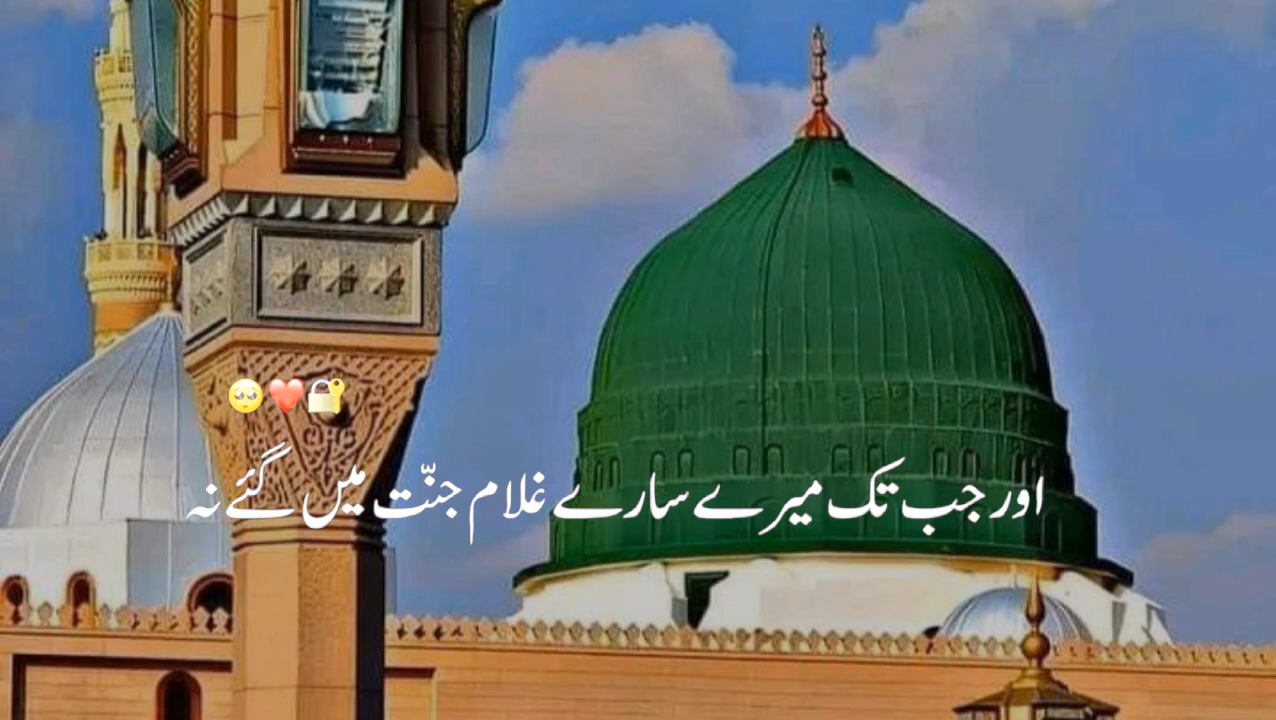 🥺❤️🔐
اور جب تک میرے سارے غلام جنّت میں گئے نہ